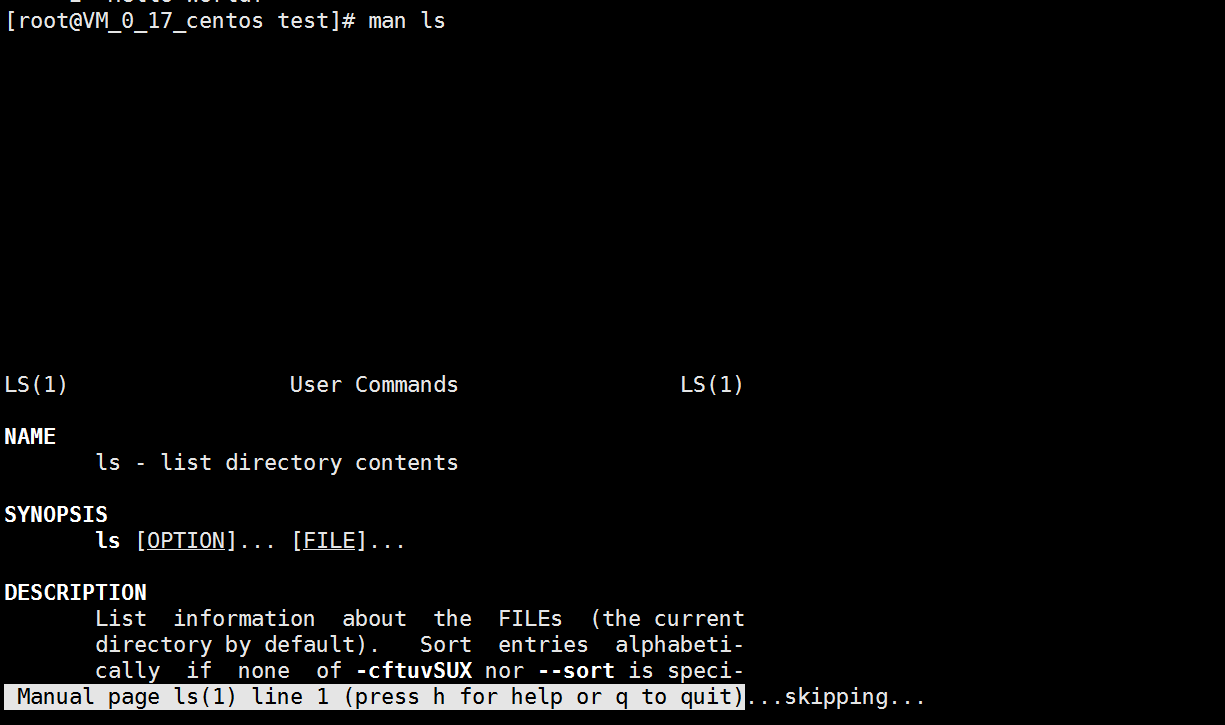 [root@VM_0_17_centos test]# man ls
LS(1) User Commands LS(1)
NAME
ls - list directory contents
SYNOPSIS
ls [OPTION]... [FILE]...
DESCRIPTION
List information about the FILEs (the current
directory by default). Sort entries alphabeti-
cally if none of -cftuvSUX nor --sort is speci-
Manual page ls(1) line 1 (press h for help or q to quit)...skipping...